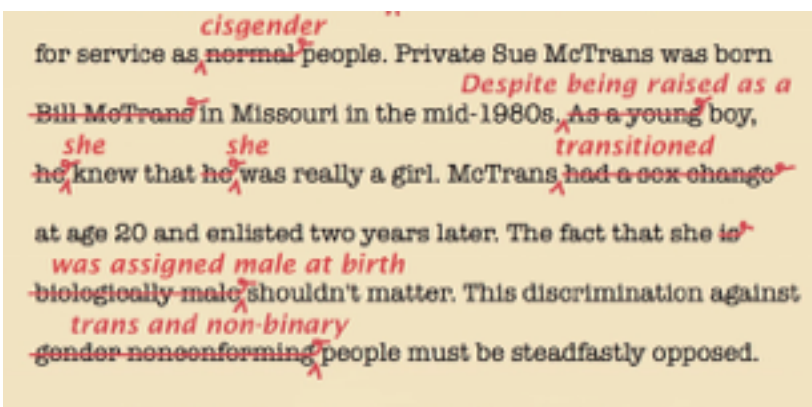 cisgender
for service as normal people. Private Sue McTrans was born
Despite being raised as a
Bill McTrans in Missouri in the mid-1980s. As a young boy,
she she transitioned
he knew that he was really a girl. McTrans had a sex change
at age 20 and enlisted two years later. The fact that she is
was assigned male at birth
biologically male shouldn't matter. This discrimination against
trans and non-binary
gender nonconforming people must be steadfastly opposed.